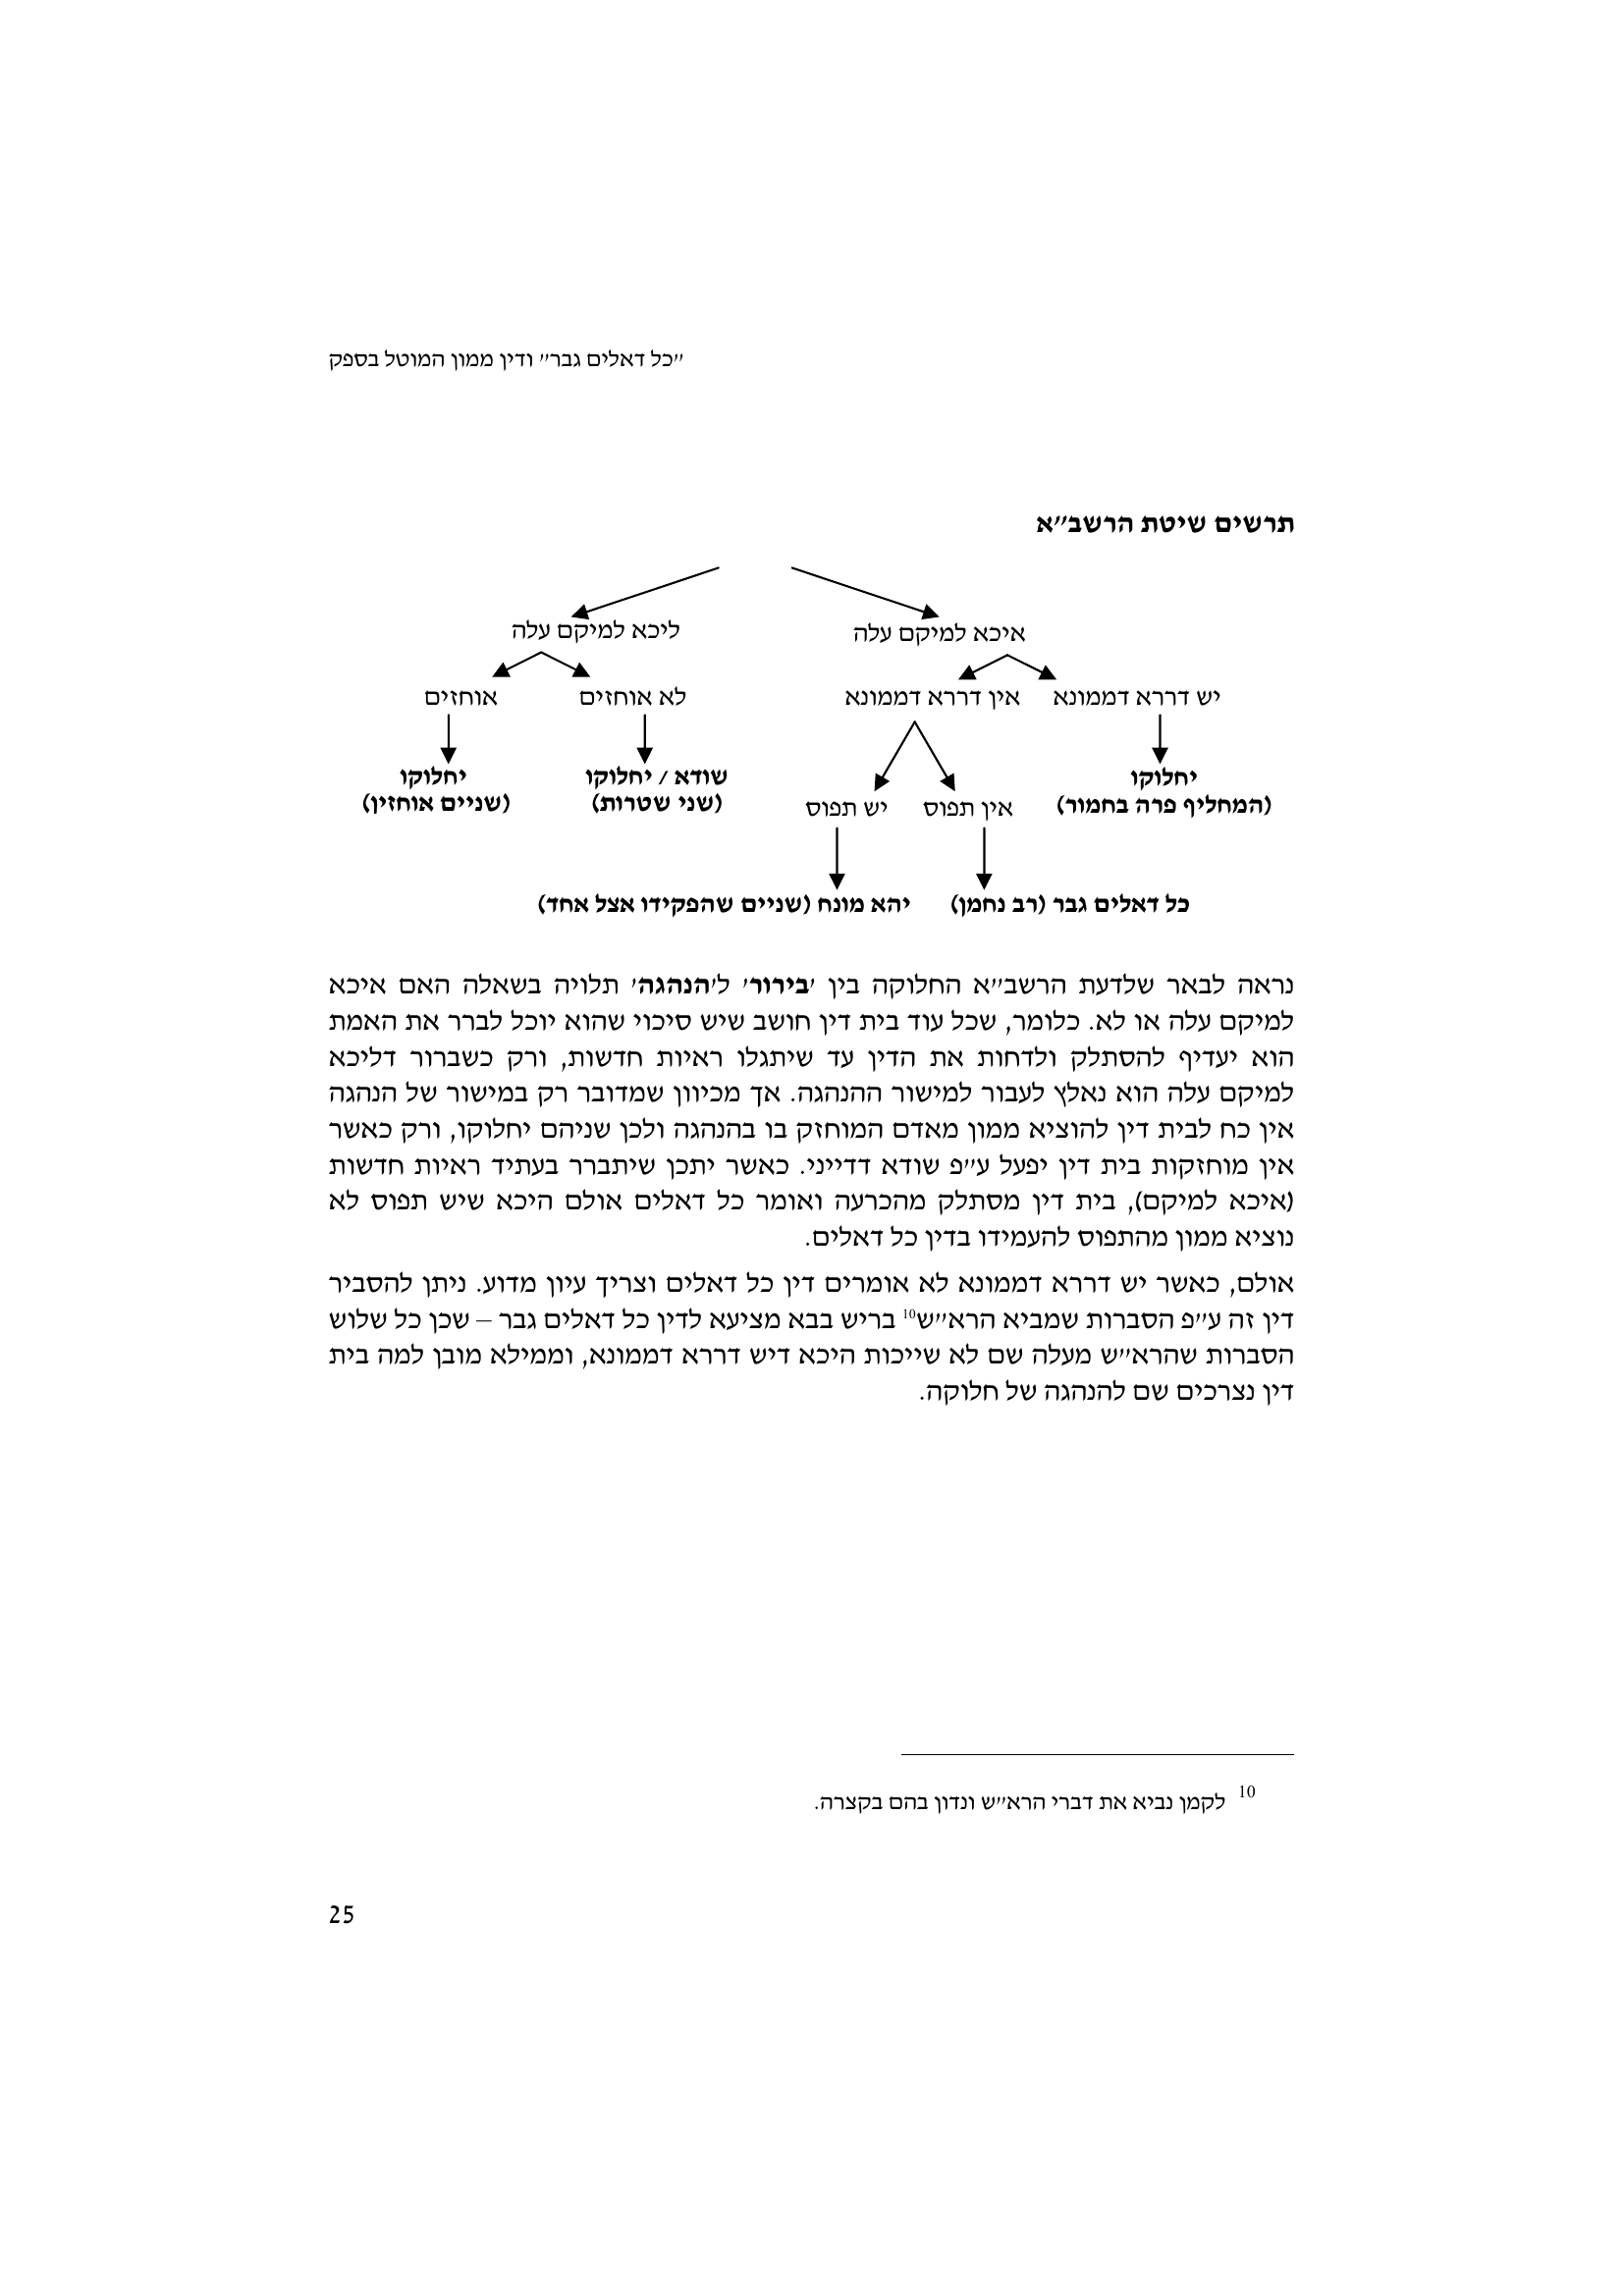 ״כל דאלים גבר״ ודין ממון המוטל בספק
תרשים שיטת הרשב״א
איכא למיקם עלה
ליכא למיקם עלה
יש דררא דממונא
אין דררא דממונא
לא אוחזים
אוחזים
יחלוקו
(המחליף פרה בחמור)
אין תפוס
יש תפוס
שודא / יחלוקו
(שני שטרות)
יחלוקו
(שניים אוחזין)
כל דאלים גבר (רב נחמן)
יהא מונח (שניים שהפקידו אצל אחד)
נראה לבאר שלדעת הרשב״א החלוקה בין ׳בירור׳ ל׳הנהגה׳ תלויה בשאלה האם איכא
למיקם עלה או לא. כלומר, שכל עוד בית דין חושב שיש סיכוי שהוא יוכל לברר את האמת
הוא יעדיף להסתלק ולדחות את הדין עד שיתגלו ראיות חדשות, ורק כשברור דליכא
למיקם עלה הוא נאלץ לעבור למישור ההנהגה. אך מכיוון שמדובר רק במישור של הנהגה
אין כח לבית דין להוציא ממון מאדם המוחזק בו בהנהגה ולכן שניהם יחלוקו, ורק כאשר
אין מוחזקות בית דין יפעל ע״פ שודא דדייני. כאשר יתכן שיתברר בעתיד ראיות חדשות
(איכא למיקם), בית דין מסתלק מהכרעה ואומר כל דאלים אולם היכא שיש תפוס לא
נוציא ממון מהתפוס להעמידו בדין כל דאלים.
אולם, כאשר יש דררא דממונא לא אומרים דין כל דאלים וצריך עיון מדוע. ניתן להסביר
דין זה ע״פ הסברות שמביא הרא״ש10 בריש בבא מציעא לדין כל דאלים גבר – שכן כל שלוש
הסברות שהרא״ש מעלה שם לא שייכות היכא דיש דררא דממונא, וממילא מובן למה בית
דין נצרכים שם להנהגה של חלוקה.
10 לקמן נביא את דברי הרא״ש ונדון בהם בקצרה.
25